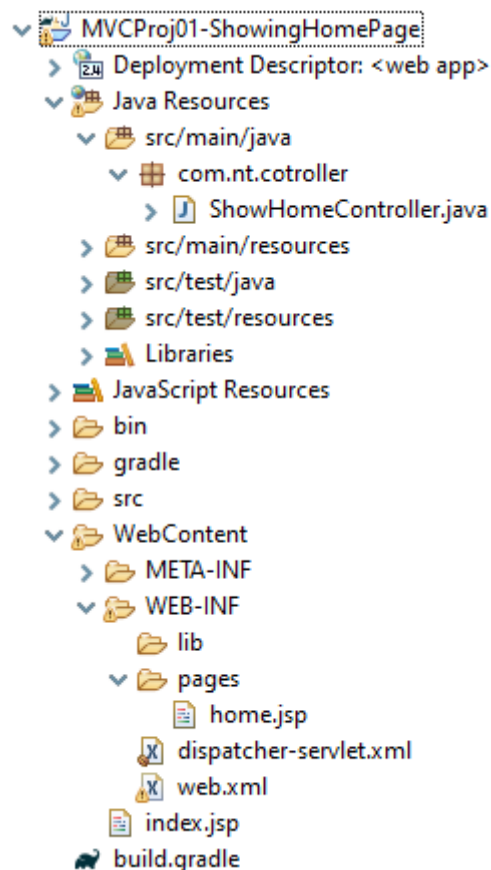 MVCProj01-ShowingHomePage
2.4 Deployment Descriptor: <web app>
Java Resources
src/main/java
com.nt.cotroller
J ShowHomeController.java
src/main/resources
src/test/java
src/test/resources
Libraries
JavaScript Resources
bin
gradle
src
WebContent
META-INF
WEB-INF
lib
pages
home.jsp
X dispatcher-servlet.xml
X web.xml
index.jsp
build.gradle